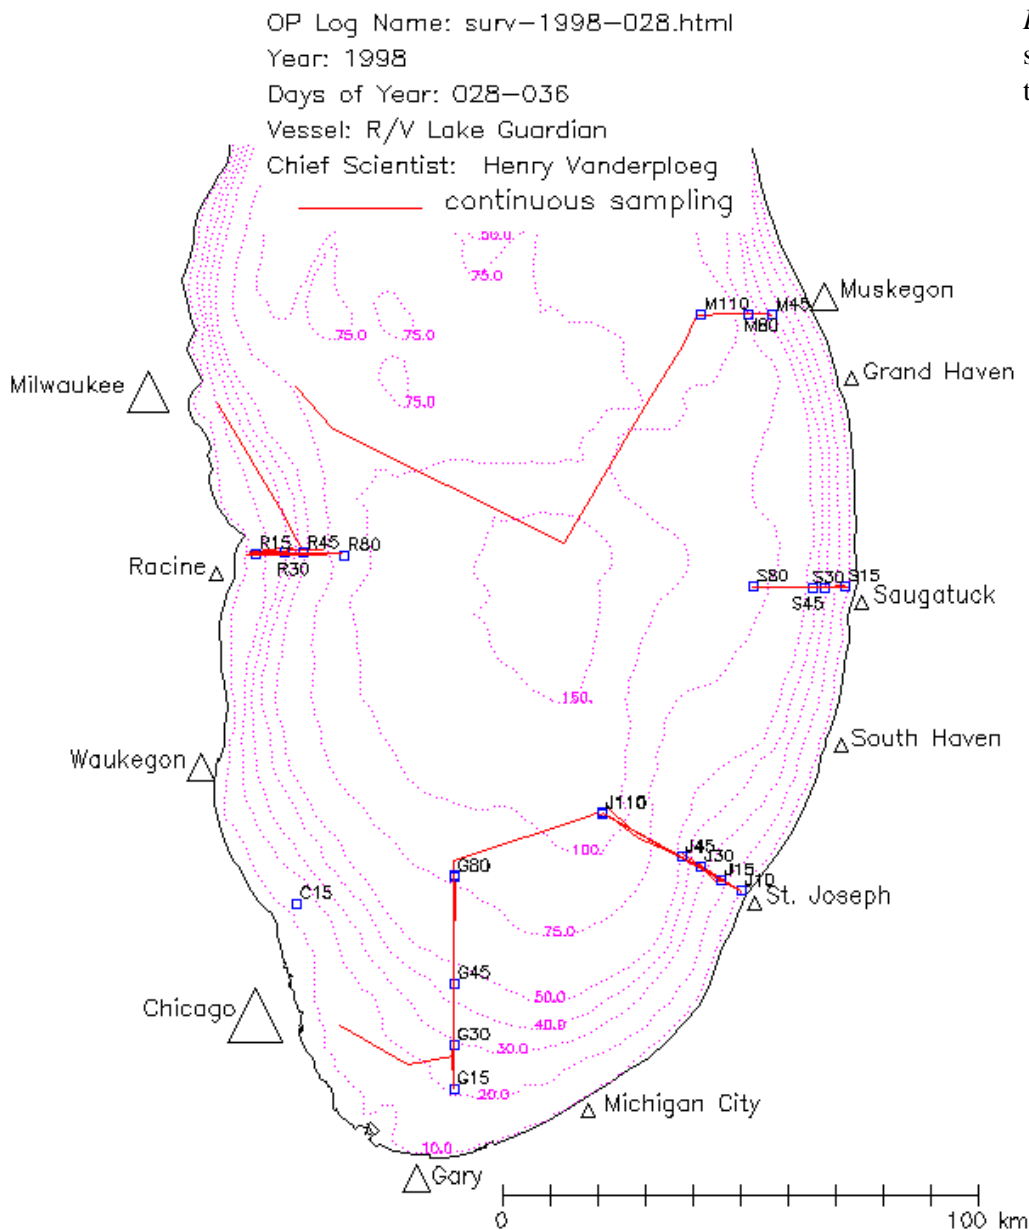 OP Log Name: surv-1998-028.html
Year: 1998
Days of Year: 028-036
Vessel: R/V Lake Guardian
Chief Scientist: Henry Vanderploeg
continuous sampling
50.0
75.0
75.0
75.0
75.0
M110
M45
M80
Muskegon
Grand Haven
Milwaukee
R15
R45
R80
R30
Racine
S80
S30
S15
S45
Saugatuck
150.
South Haven
Waukegon
J110
100.
J45
J30
J15
J10
St. Joseph
G80
C15
75.0
G45
50.0
Chicago
40.0
G30
30.0
G15
20.0
Michigan City
10.0
Gary
0
100 km